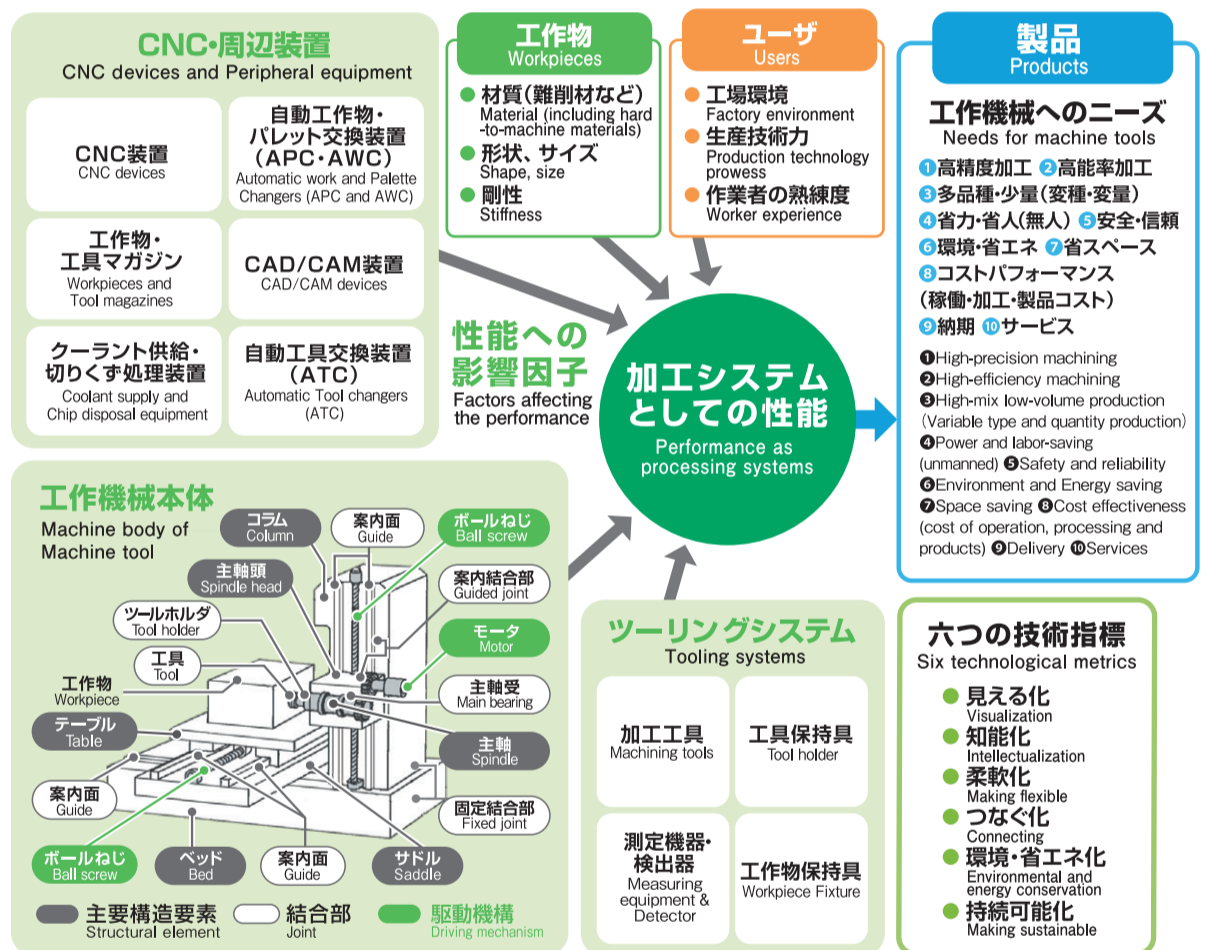 CNC・周辺装置
CNC devices and Peripheral equipment
CNC装置
CNC devices
自動工作物・
パレット交換装置
(APC・AWC)
Automatic work and Palette
Changers (APC and AWC)
工作物・
工具マガジン
Workpieces and
Tool magazines
CAD/CAM装置
CAD/CAM devices
クーラント供給・
切りくず処理装置
Coolant supply and
Chip disposal equipment
自動工具交換装置
(ATC)
Automatic Tool changers
(ATC)
工作物
Workpieces
材質(難削材など)
Material (including hard
-to-machine materials)
形状、サイズ
Shape, size
剛性
Stiffness
ユーザ
Users
工場環境
Factory environment
生産技術力
Production technology
prowess
作業者の熟練度
Worker experience
性能への
影響因子
Factors affecting
the performance
加工システム
としての性能
Performance as
processing systems
製品
Products
工作機械へのニーズ
Needs for machine tools
❶高精度加工 ❷高能率加工
❸多品種・少量(変種・変量)
❹省力・省人(無人) ❺安全・信頼
❻環境・省エネ ❼省スペース
❽コストパフォーマンス
(稼働・加工・製品コスト)
❾納期 ❿サービス
❶High-precision machining
❷High-efficiency machining
❸High-mix low-volume production
(Variable type and quantity production)
❹Power and labor-saving
(unmanned) ❺Safety and reliability
❻Environment and Energy saving
❼Space saving ❽Cost effectiveness
(cost of operation, processing and
products) ❾Delivery ❿Services
工作機械本体
Machine body of
Machine tool
コラム
Column
案内面
Guide
ボールねじ
Ball screw
主軸頭
Spindle head
案内結合部
Guided joint
ツールホルダ
Tool holder
モータ
Motor
工具
Tool
工作物
Workpiece
主軸受
Main bearing
テーブル
Table
主軸
Spindle
案内面
Guide
固定結合部
Fixed joint
ボールねじ
Ball screw
ベッド
Bed
案内面
Guide
サドル
Saddle
主要構造要素
Structural element
結合部
Joint
駆動機構
Driving mechanism
ツーリングシステム
Tooling systems
加工工具
Machining tools
工具保持具
Tool holder
測定機器・
検出器
Measuring
equipment &
Detector
工作物保持具
Workpiece Fixture
六つの技術指標
Six technological metrics
見える化
Visualization
知能化
Intellectualization
柔軟化
Making flexible
つなぐ化
Connecting
環境・省エネ化
Environmental and
energy conservation
持続可能化
Making sustainable